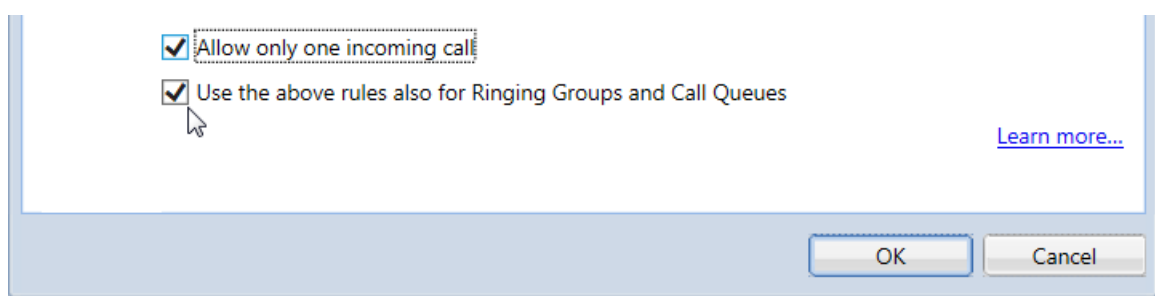 Allow only one incoming call
Use the above rules also for Ringing Groups and Call Queues
Learn more...
OK Cancel